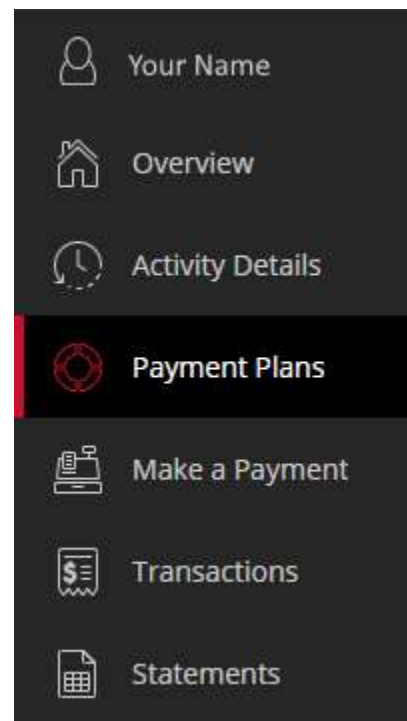 Your Name
Overview
Activity Details
Payment Plans
Make a Payment
Transactions
Statements